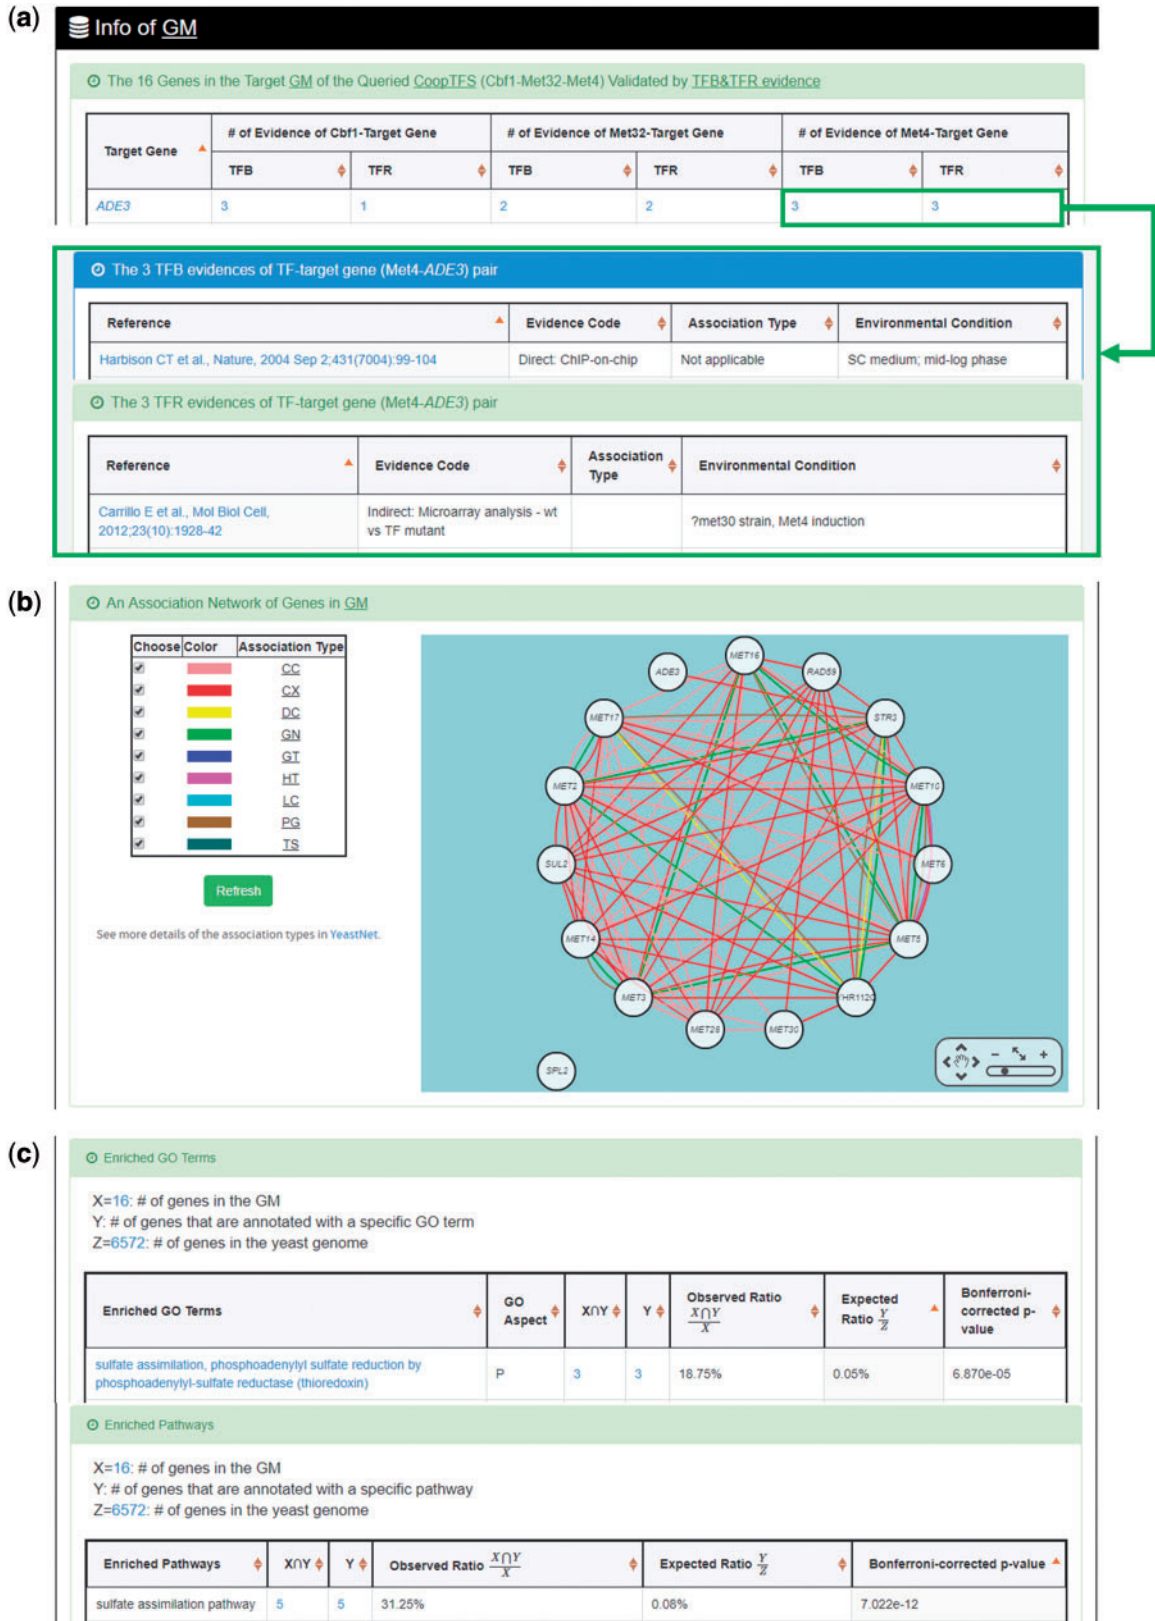 (a)
Info of GM
The 16 Genes in the Target GM of the Queried CoopTFS (Cbf1-Met32-Met4) Validated by TFB&TFR evidence
Target Gene
# of Evidence of Cbf1-Target Gene
# of Evidence of Met32-Target Gene
# of Evidence of Met4-Target Gene
TFB TFR TFB TFR TFB TFR
ADE3 3 1 2 2 3 3
The 3 TFB evidences of TF-target gene (Met4-ADE3) pair
Reference Evidence Code Association Type Environmental Condition
Harbison CT et al., Nature, 2004 Sep 2;431(7004):99-104 Direct: ChIP-on-chip Not applicable SC medium; mid-log phase
The 3 TFR evidences of TF-target gene (Met4-ADE3) pair
Reference Evidence Code Association Type Environmental Condition
Carrillo E et al., Mol Biol Cell, 2012;23(10):1928-42
Indirect: Microarray analysis - wt vs TF mutant
?met30 strain, Met4 induction
(b)
An Association Network of Genes in GM
Choose Color Association Type
CC
CX
DC
GN
GT
HT
LC
PG
TS
Refresh
See more details of the association types in YeastNet.
MET16
ADE3
RAD59
MET17
STR3
MET2
MET10
SUL2
MET6
MET14
MET5
MET3
YHR112C
MET28
MET30
SPL2
(c)
Enriched GO Terms
X=16: # of genes in the GM
Y: # of genes that are annotated with a specific GO term
Z=6572: # of genes in the yeast genome
Enriched GO Terms GO Aspect X∩Y Y Observed Ratio X∩Y/X Expected Ratio Y/Z Bonferroni-corrected p-value
sulfate assimilation, phosphoadenylyl sulfate reduction by phosphoadenylyl-sulfate reductase (thioredoxin) P 3 3 18.75% 0.05% 6.870e-05
Enriched Pathways
X=16: # of genes in the GM
Y: # of genes that are annotated with a specific pathway
Z=6572: # of genes in the yeast genome
Enriched Pathways X∩Y Y Observed Ratio X∩Y/X Expected Ratio Y/Z Bonferroni-corrected p-value
sulfate assimilation pathway 5 5 31.25% 0.08% 7.022e-12